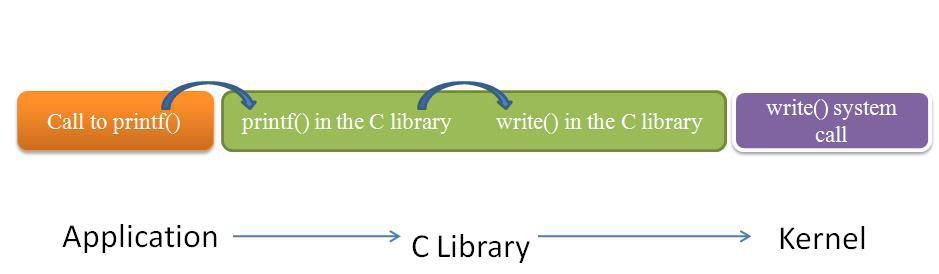 Call to printf()
printf() in the C library
write() in the C library
write() system
call
Application
C Library
Kernel